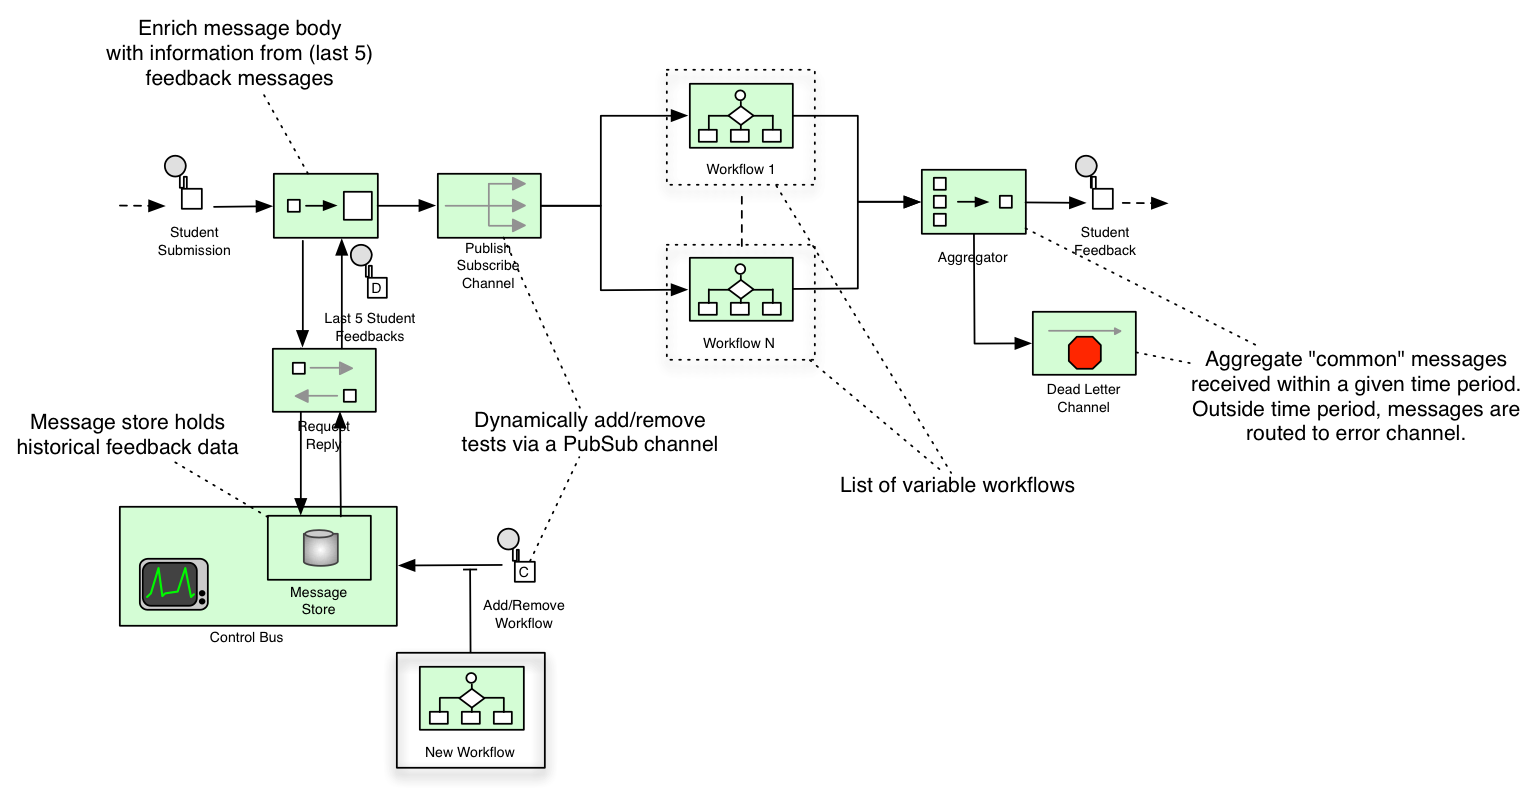 Enrich message body
with information from (last 5)
feedback messages
Workflow 1
Student
Submission
Publish
Subscribe
Channel
Student
Feedback
Aggregator
D
Last 5 Student
Feedbacks
Workflow N
Dead Letter
Channel
Aggregate "common" messages
received within a given time period.
Outside time period, messages are
routed to error channel.
Request
Reply
Message store holds
historical feedback data
Dynamically add/remove
tests via a PubSub channel
List of variable workflows
C
Message
Store
Add/Remove
Workflow
Control Bus
New Workflow